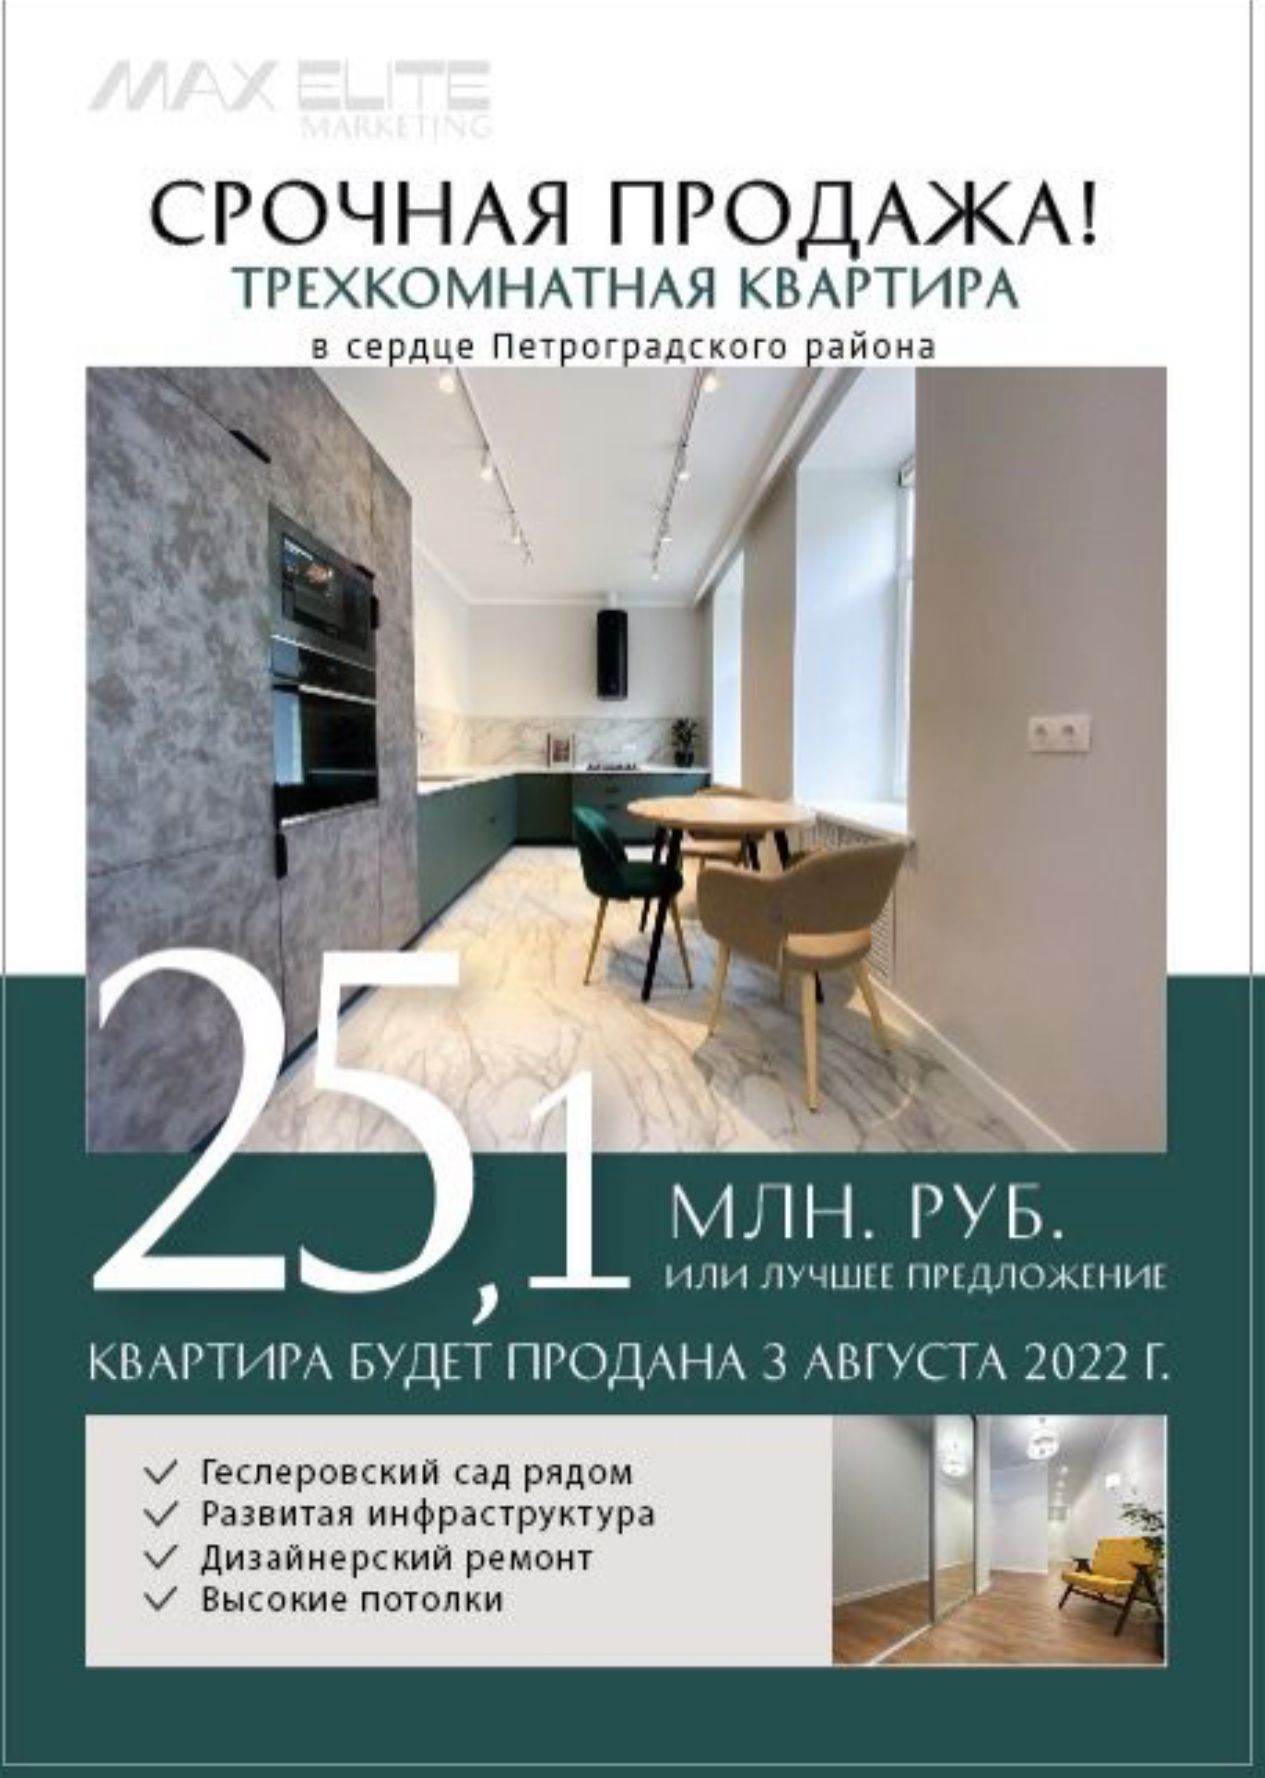 MAX ELITE
MARKETING
СРОЧНАЯ ПРОДАЖА!
ТРЕХКОМНАТНАЯ КВАРТИРА
в сердце Петроградского района
25,1
МЛН. РУБ.
ИЛИ ЛУЧШЕЕ ПРЕДЛОЖЕНИЕ
КВАРТИРА БУДЕТ ПРОДАНА 3 АВГУСТА 2022 Г.
Геслеровский сад рядом
Развитая инфраструктура
Дизайнерский ремонт
Высокие потолки